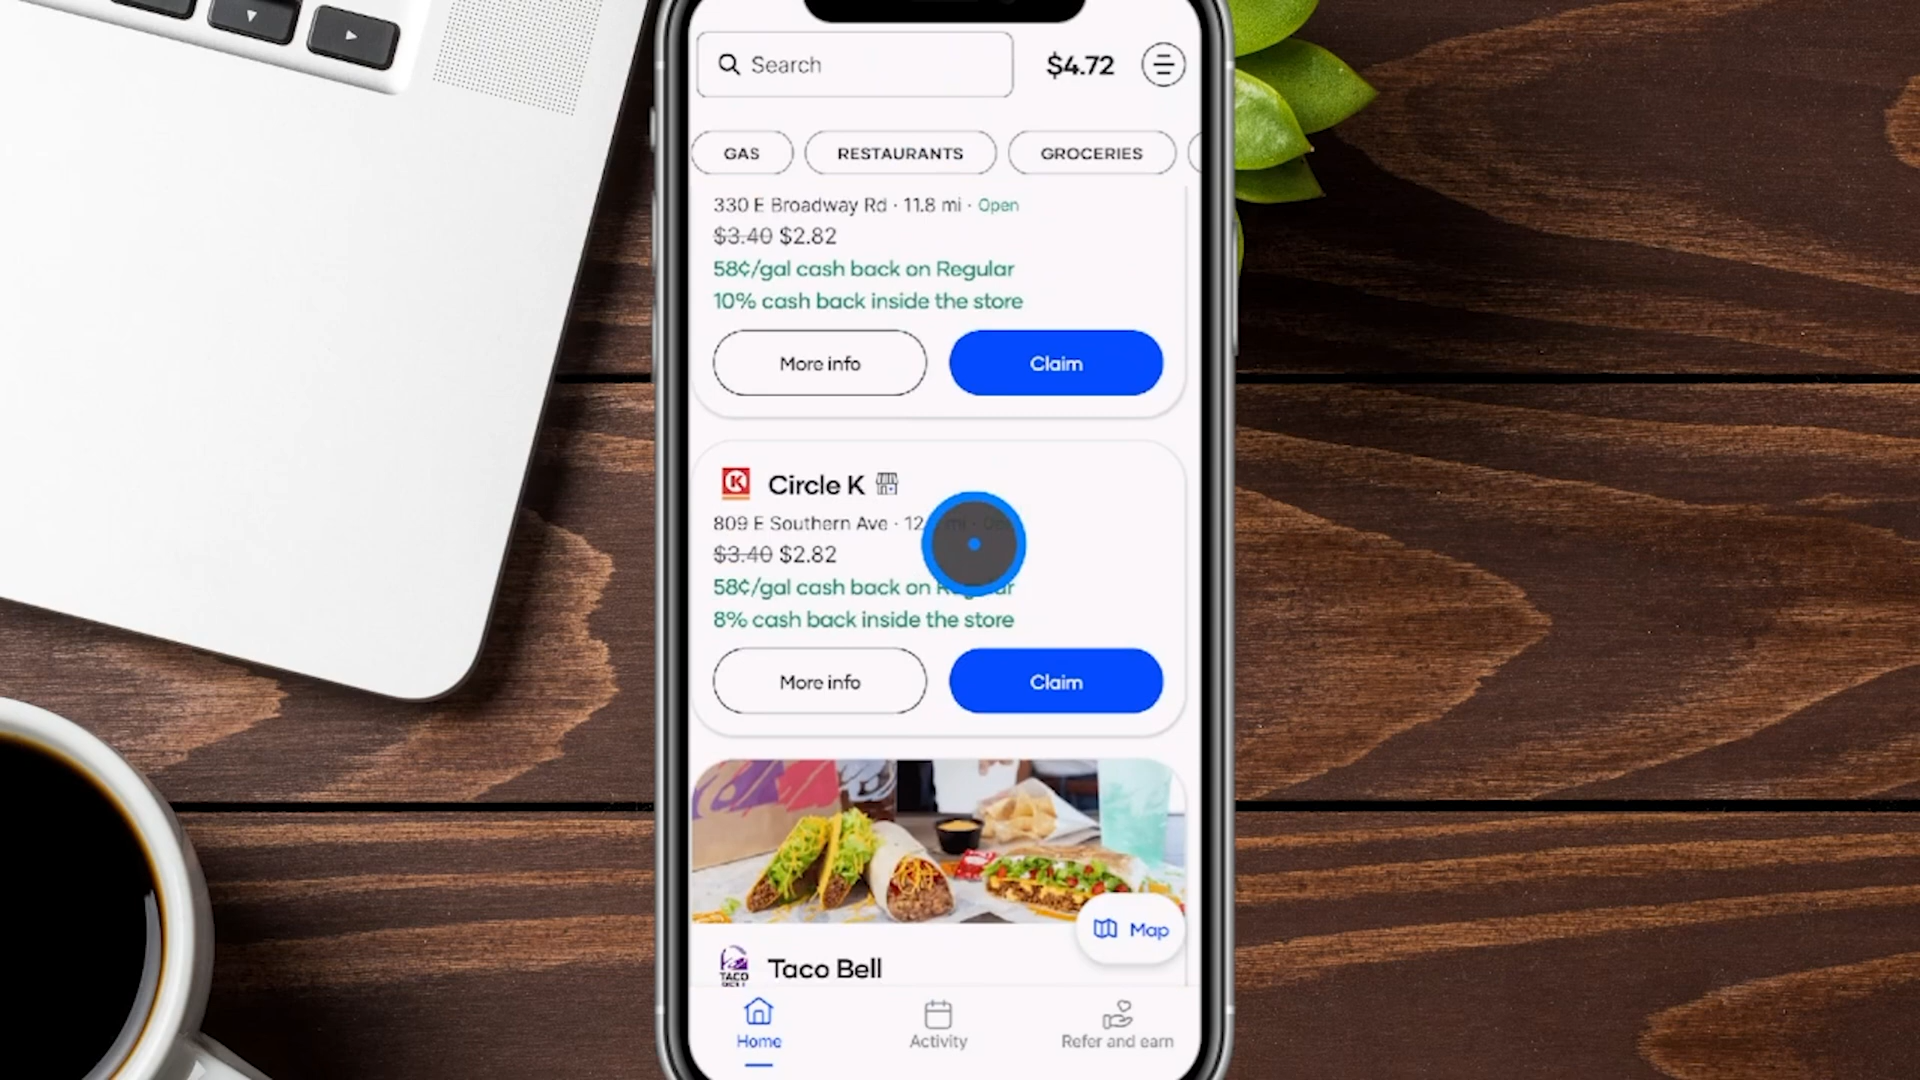 Search
$4.72
GAS
RESTAURANTS
GROCERIES
330 E Broadway Rd · 11.8 mi · Open
$3.40 $2.82
58¢/gal cash back on Regular
10% cash back inside the store
More info
Claim
Circle K
809 E Southern Ave · 12
$3.40 $2.82
58¢/gal cash back on Regular
8% cash back inside the store
More info
Claim
Map
TACO
BELL
Taco Bell
Home
Activity
Refer and earn